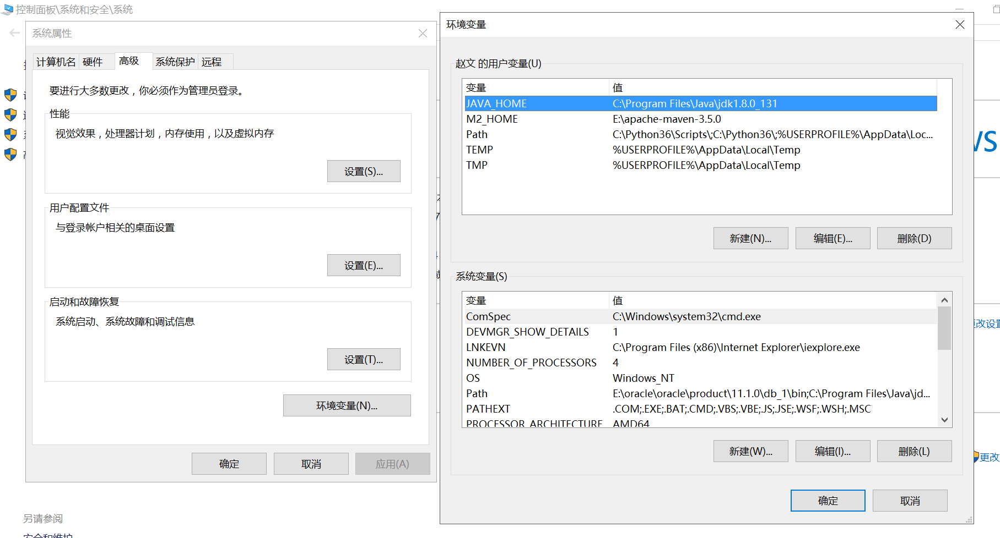 控制面板\系统和安全\系统
系统属性
计算机名 硬件 高级 系统保护 远程
要进行大多数更改，你必须作为管理员登录。
性能
视觉效果，处理器计划，内存使用，以及虚拟内存
设置(S)...
用户配置文件
与登录帐户相关的桌面设置
设置(E)...
启动和故障恢复
系统启动、系统故障和调试信息
设置(T)...
环境变量(N)...
确定 取消 应用(A)
另请参阅
安全和维护
环境变量
赵文 的用户变量(U)
变量 值
JAVA_HOME C:\Program Files\Java\jdk1.8.0_131
M2_HOME E:\apache-maven-3.5.0
Path C:\Python36\Scripts\;C:\Python36\;%USERPROFILE%\AppData\Loc...
TEMP %USERPROFILE%\AppData\Local\Temp
TMP %USERPROFILE%\AppData\Local\Temp
新建(N)... 编辑(E)... 删除(D)
系统变量(S)
变量 值
ComSpec C:\Windows\system32\cmd.exe
DEVMGR_SHOW_DETAILS 1
LNKEVN C:\Program Files (x86)\Internet Explorer\iexplore.exe
NUMBER_OF_PROCESSORS 4
OS Windows_NT
Path E:\oracle\oracle\product\11.1.0\db_1\bin;C:\Program Files\Java\jd...
PATHEXT .COM;.EXE;.BAT;.CMD;.VBS;.VBE;.JS;.JSE;.WSF;.WSH;.MSC
PROCESSOR_ARCHITECTURE AMD64
新建(W)... 编辑(I)... 删除(L)
确定 取消
更改设置
更改